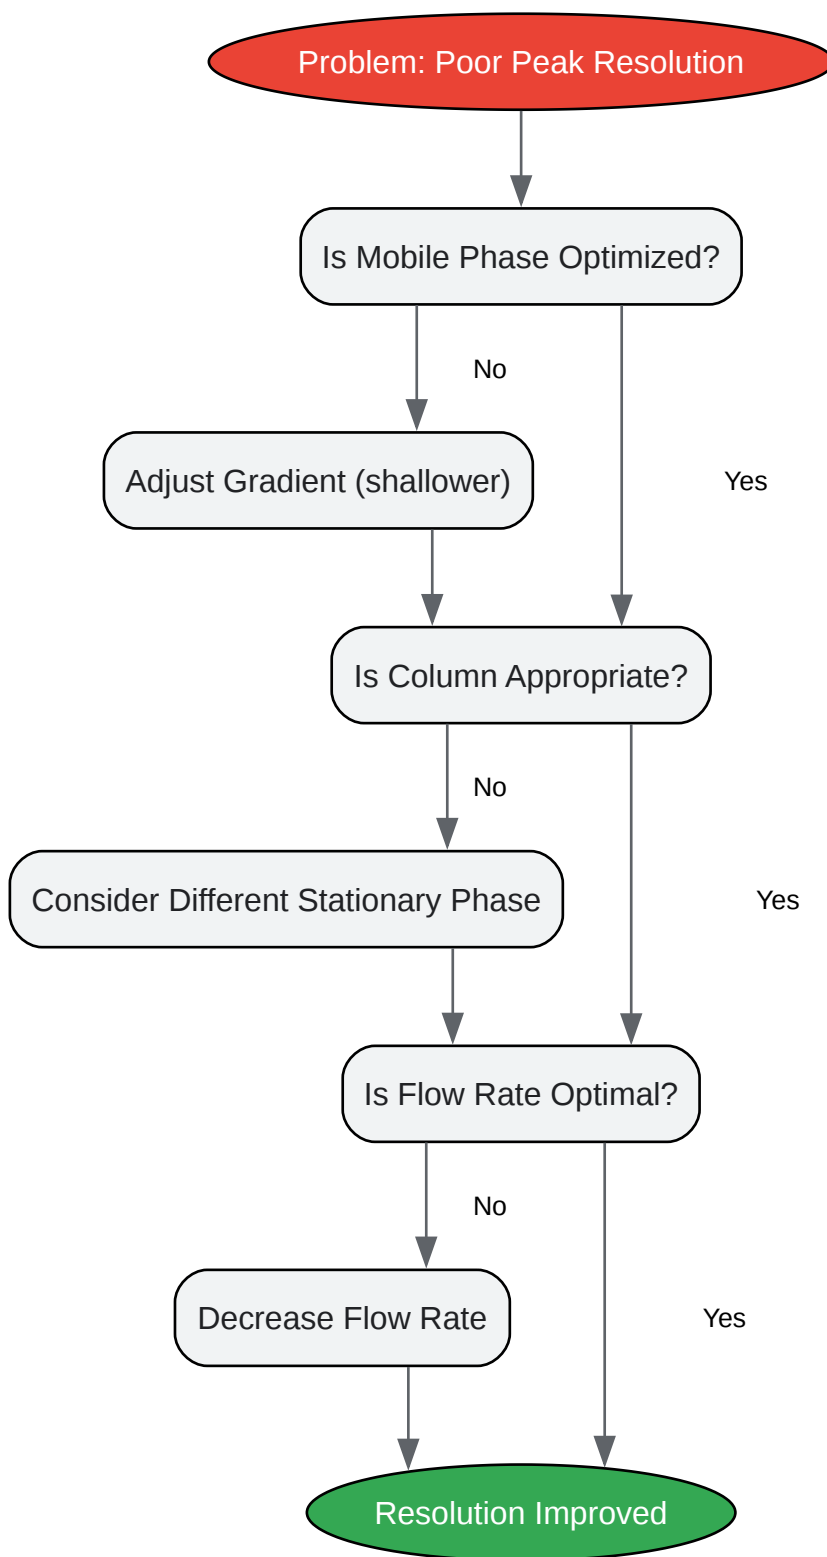 Problem: Poor Peak Resolution
Is Mobile Phase Optimized?
No
Adjust Gradient (shallower)
Yes
Is Column Appropriate?
No
Consider Different Stationary Phase
Yes
Is Flow Rate Optimal?
No
Decrease Flow Rate
Yes
Resolution Improved